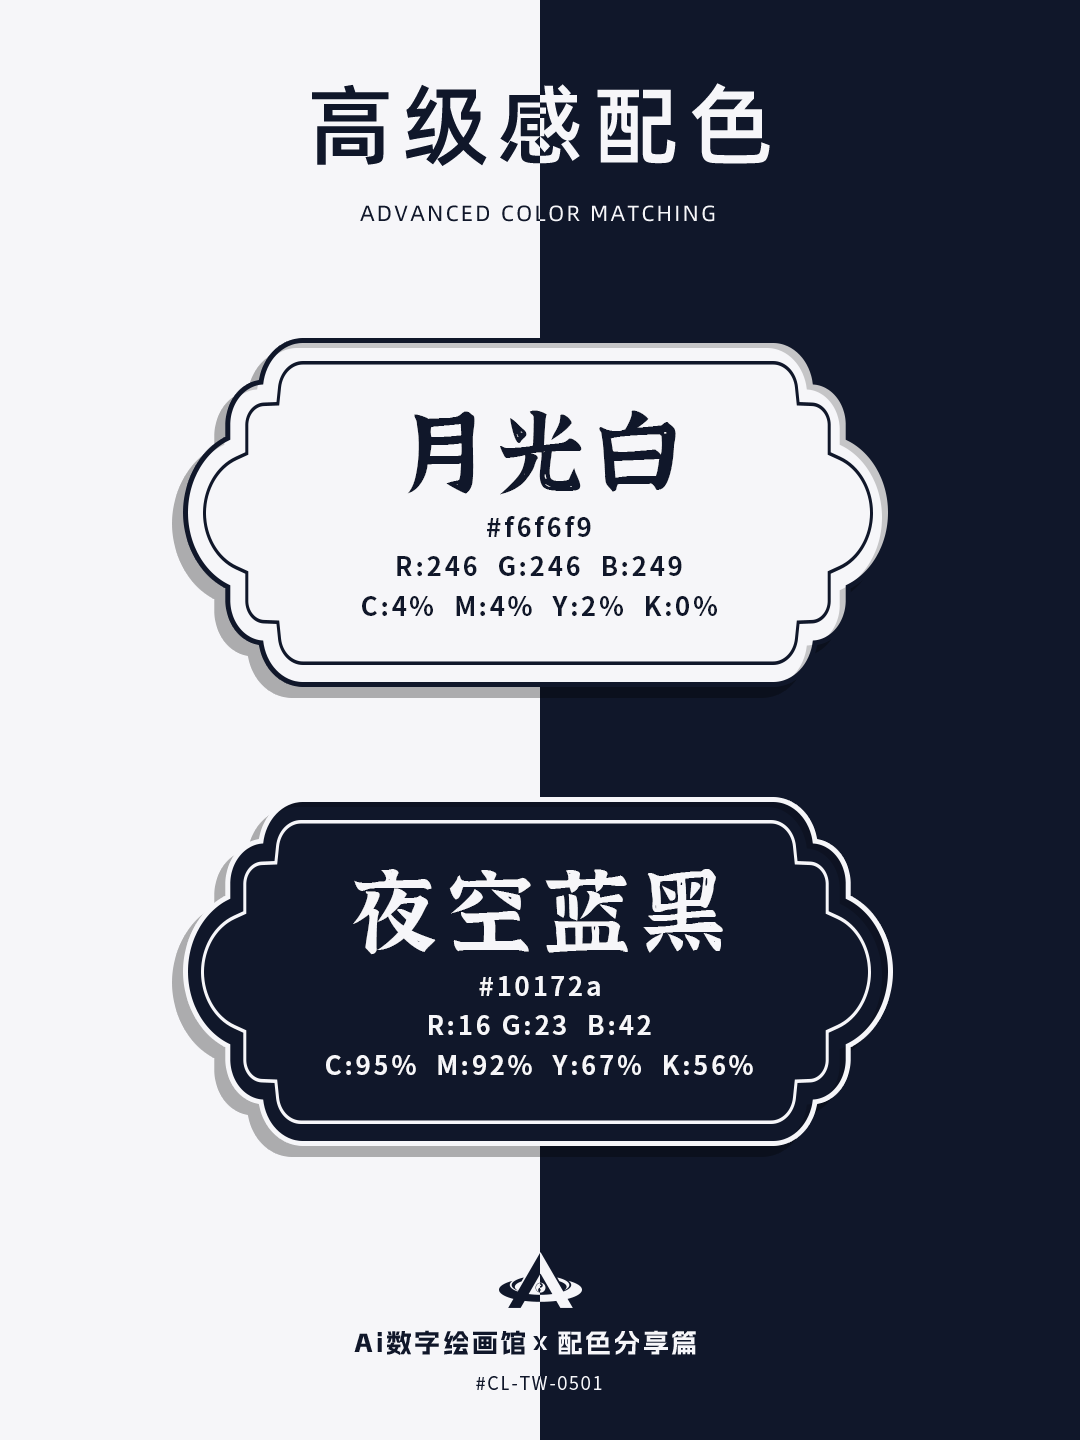 高级感配色
ADVANCED COLOR MATCHING
月光白
#f6f6f9
R:246 G:246 B:249
C:4% M:4% Y:2% K:0%
夜空蓝黑
#10172a
R:16 G:23 B:42
C:95% M:92% Y:67% K:56%
Ai数字绘画馆 x 配色分享篇
#CL-TW-0501